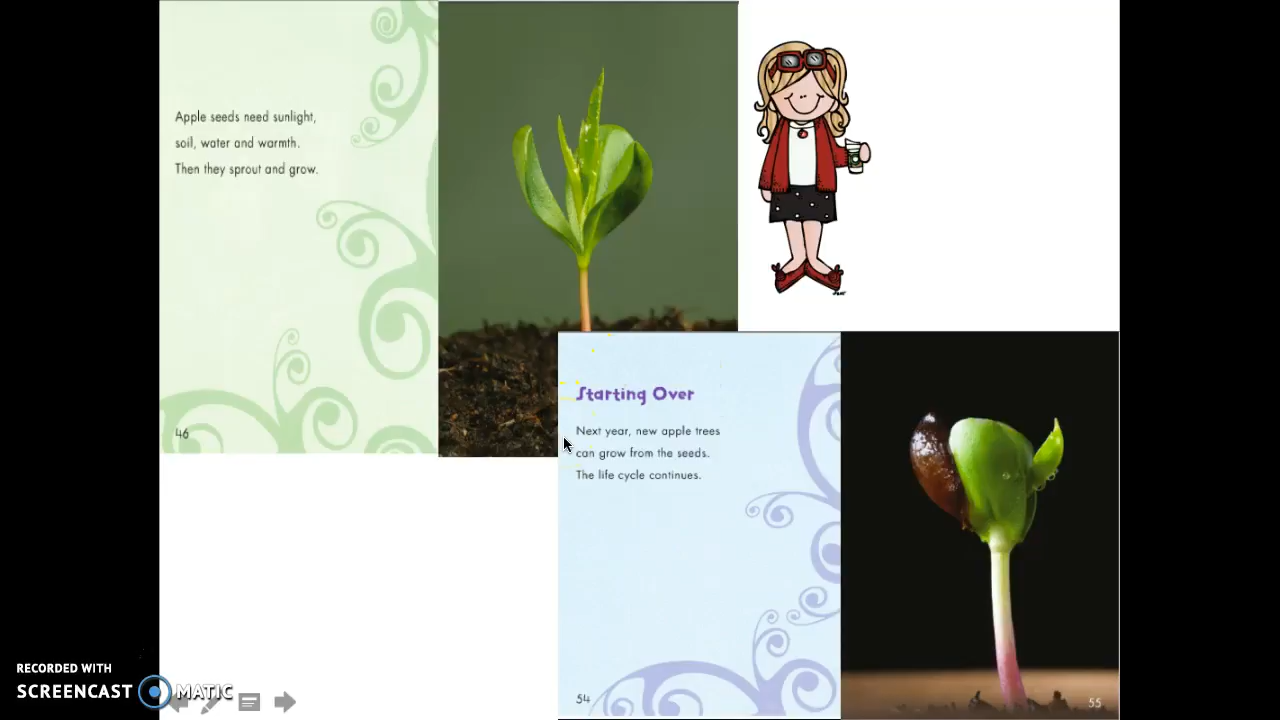 Apple seeds need sunlight,
soil, water and warmth.
Then they sprout and grow.
46
Starting Over
Next year, new apple trees
can grow from the seeds.
The life cycle continues.
54
55
RECORDED WITH
SCREENCAST MATIC